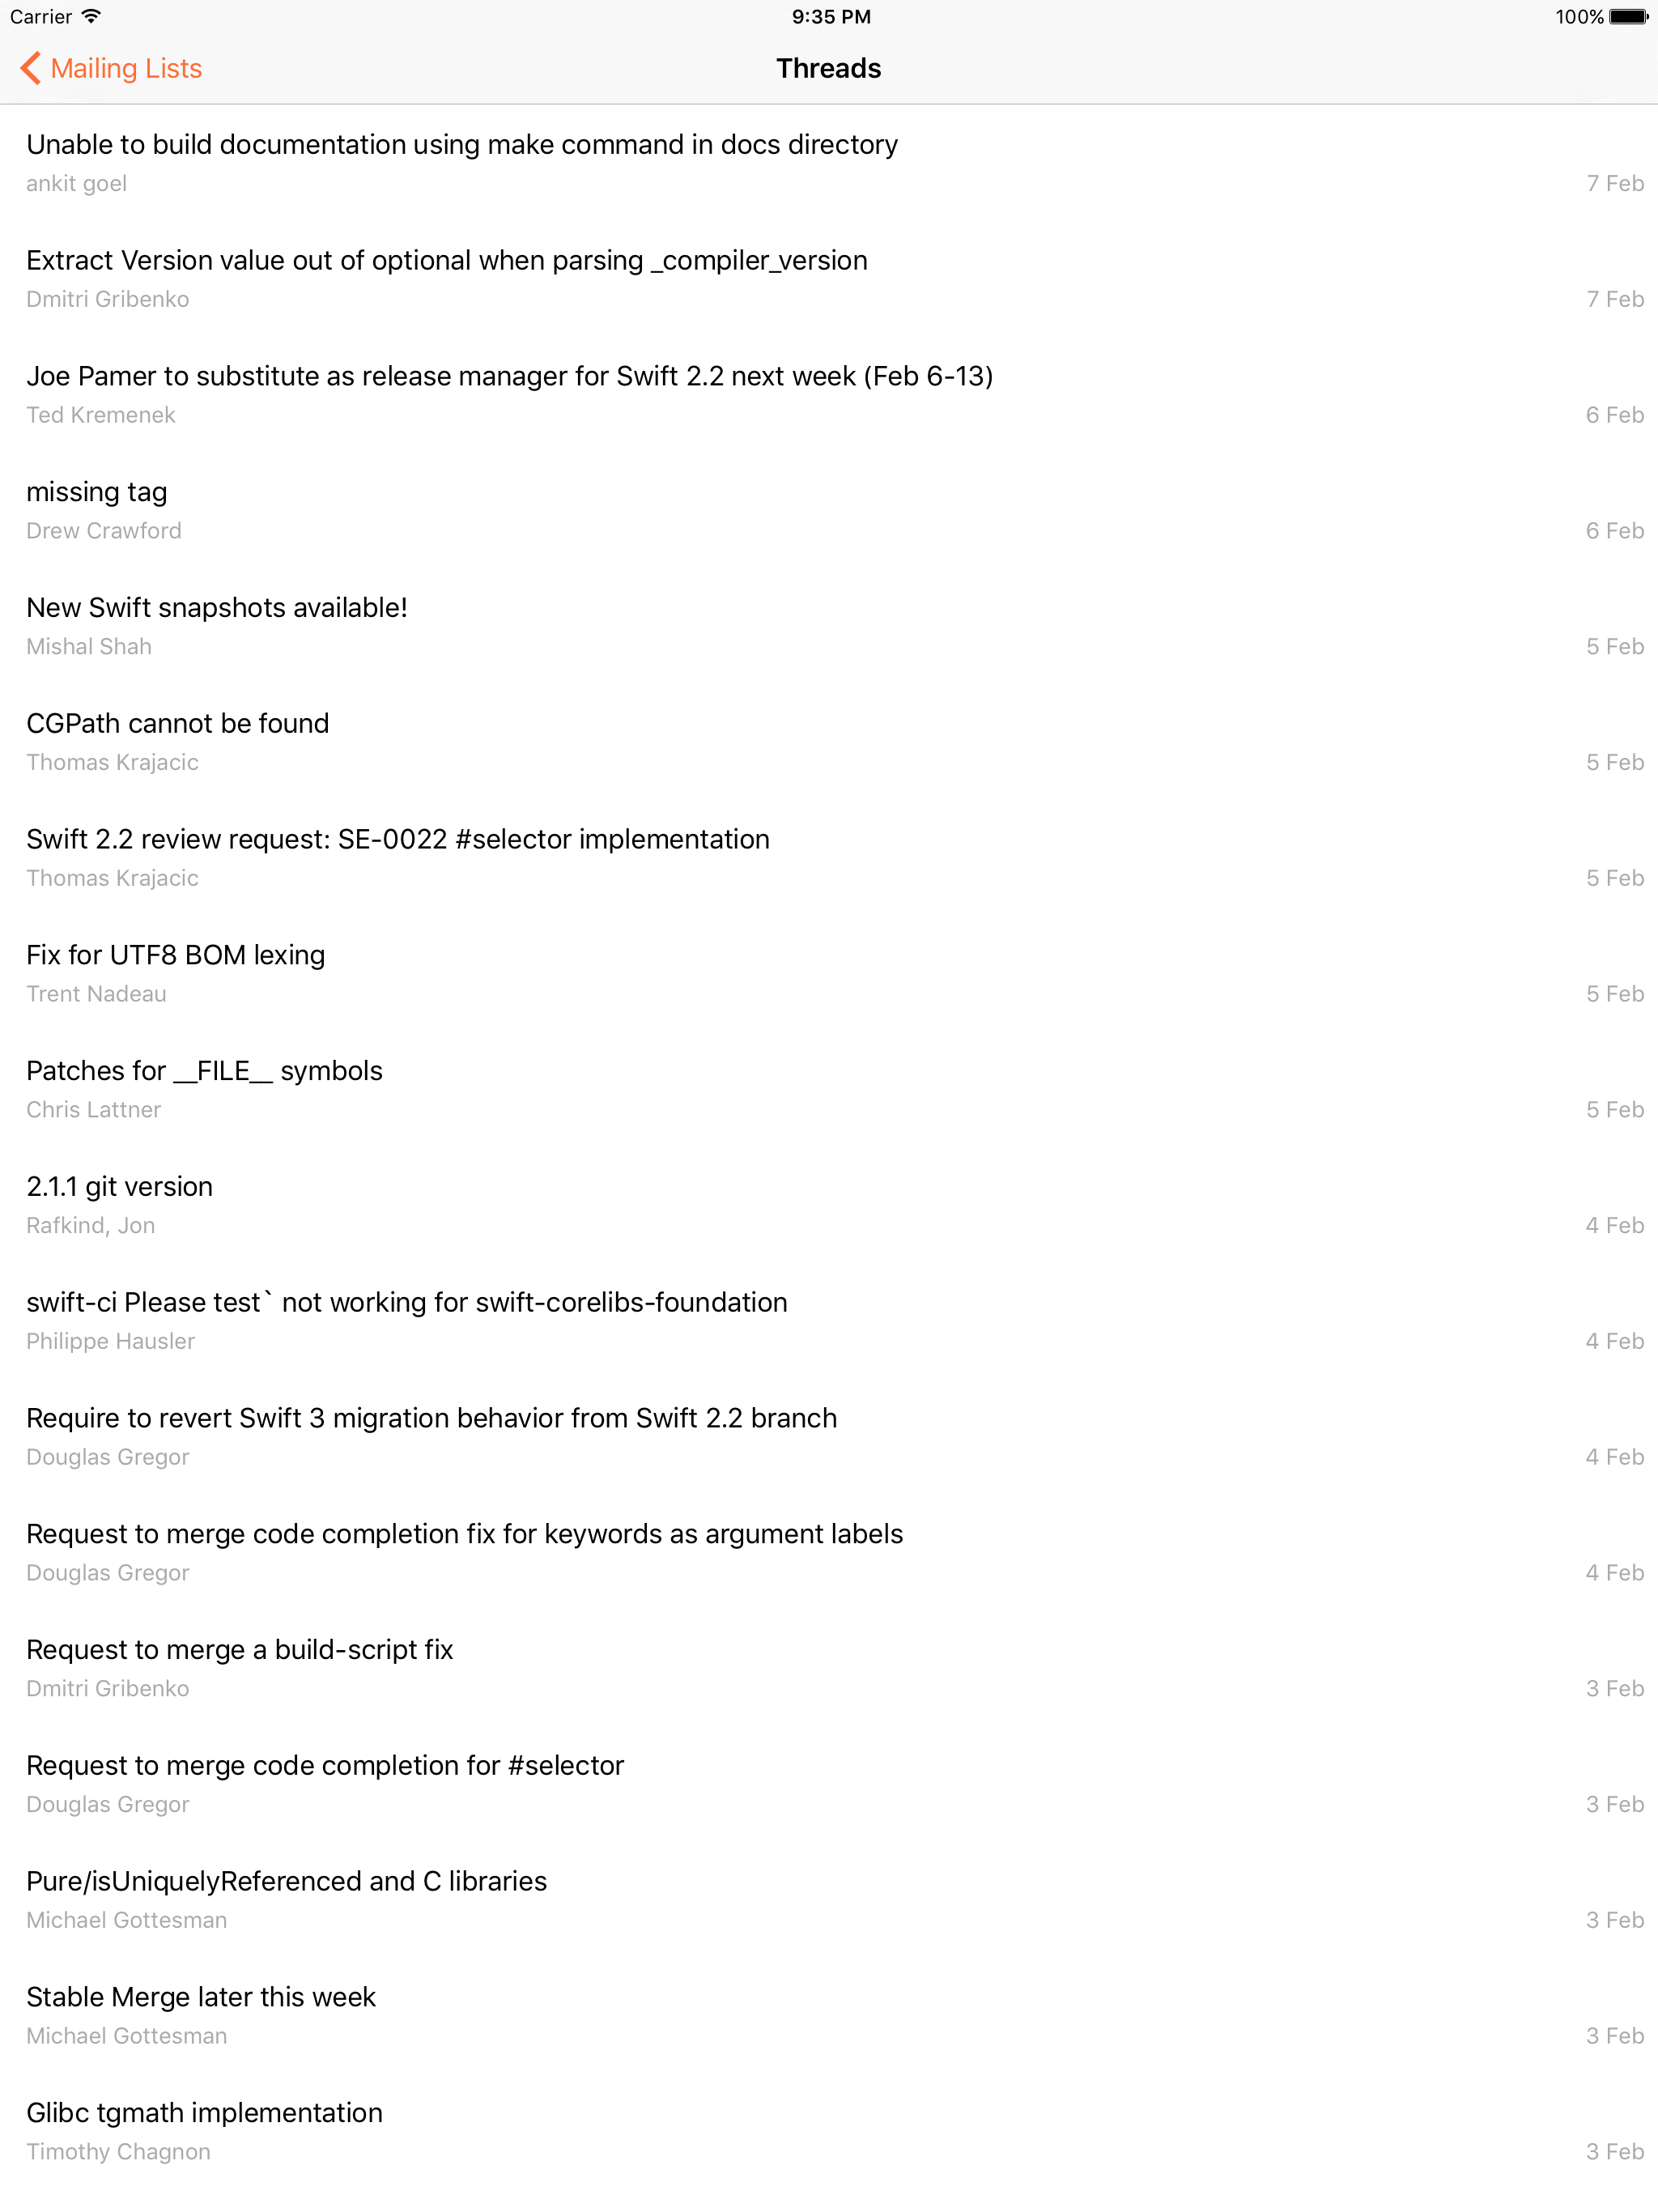 Carrier 9:35 PM 100%
Mailing Lists Threads
Unable to build documentation using make command in docs directory
ankit goel 7 Feb
Extract Version value out of optional when parsing _compiler_version
Dmitri Gribenko 7 Feb
Joe Pamer to substitute as release manager for Swift 2.2 next week (Feb 6-13)
Ted Kremenek 6 Feb
missing tag
Drew Crawford 6 Feb
New Swift snapshots available!
Mishal Shah 5 Feb
CGPath cannot be found
Thomas Krajacic 5 Feb
Swift 2.2 review request: SE-0022 #selector implementation
Thomas Krajacic 5 Feb
Fix for UTF8 BOM lexing
Trent Nadeau 5 Feb
Patches for __FILE__ symbols
Chris Lattner 5 Feb
2.1.1 git version
Rafkind, Jon 4 Feb
swift-ci Please test` not working for swift-corelibs-foundation
Philippe Hausler 4 Feb
Require to revert Swift 3 migration behavior from Swift 2.2 branch
Douglas Gregor 4 Feb
Request to merge code completion fix for keywords as argument labels
Douglas Gregor 4 Feb
Request to merge a build-script fix
Dmitri Gribenko 3 Feb
Request to merge code completion for #selector
Douglas Gregor 3 Feb
Pure/isUniquelyReferenced and C libraries
Michael Gottesman 3 Feb
Stable Merge later this week
Michael Gottesman 3 Feb
Glibc tgmath implementation
Timothy Chagnon 3 Feb